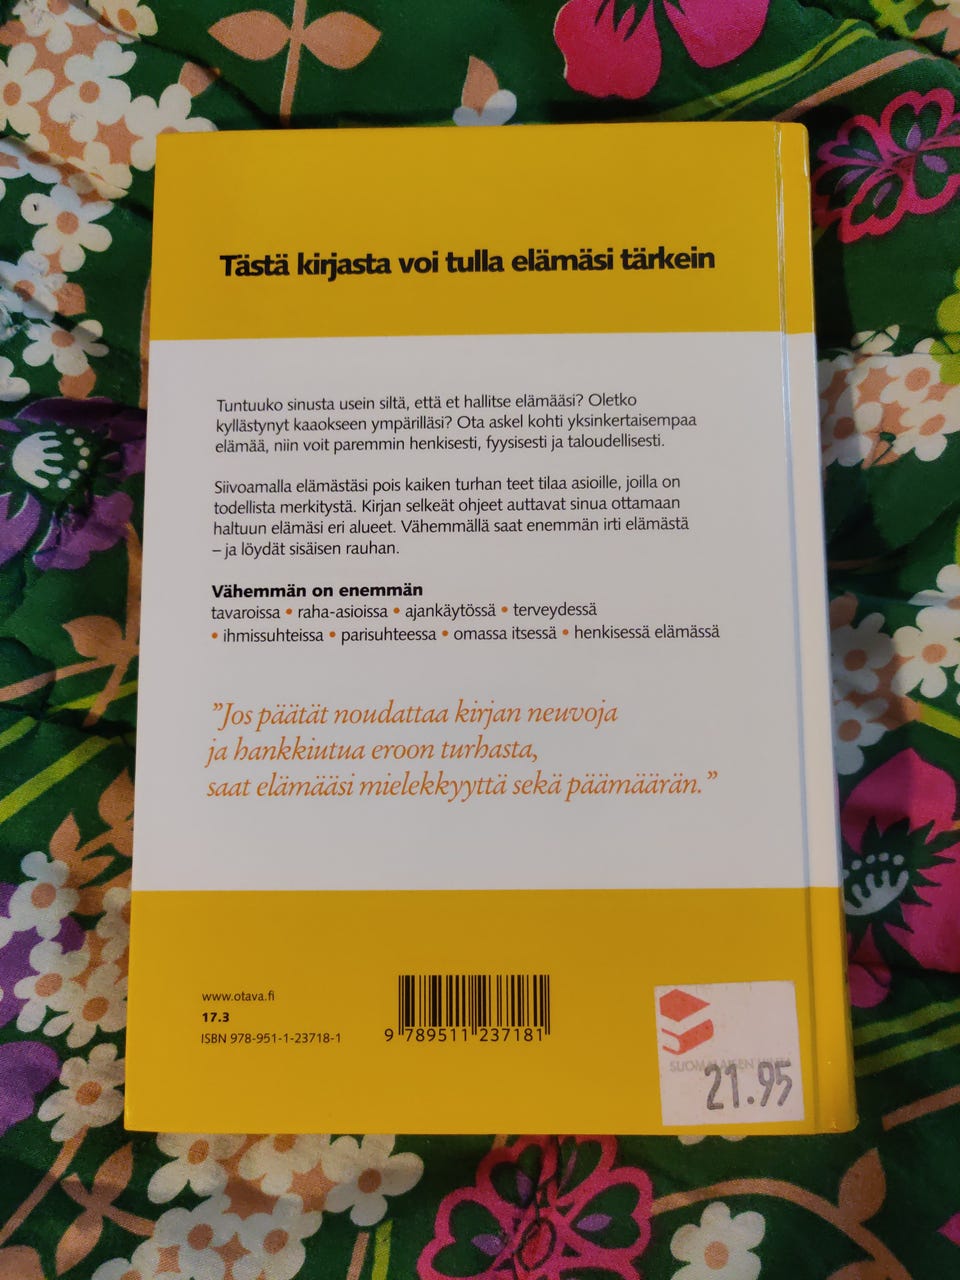 Tästä kirjasta voi tulla elämäsi tärkein
Tuntuuko sinusta usein siltä, että et hallitse elämääsi? Oletko
kyllästynyt kaaokseen ympärilläsi? Ota askel kohti yksinkertaisempaa
elämää, niin voit paremmin henkisesti, fyysisesti ja taloudellisesti.
Siivoamalla elämästäsi pois kaiken turhan teet tilaa asioille, joilla on
todellista merkitystä. Kirjan selkeät ohjeet auttavat sinua ottamaan
haltuun elämäsi eri alueet. Vähemmällä saat enemmän irti elämästä
– ja löydät sisäisen rauhan.
Vähemmän on enemmän
tavaroissa • raha-asioissa • ajankäytössä • terveydessä
• ihmissuhteissa • parisuhteessa • omassa itsessä • henkisessä elämässä
”Jos päätät noudattaa kirjan neuvoja
ja hankkiutua eroon turhasta,
saat elämääsi mielekkyyttä sekä päämäärän.”
www.otava.fi
17.3
ISBN 978-951-1-23718-1
9 789511 237181
SUOMALAISEN
21.95